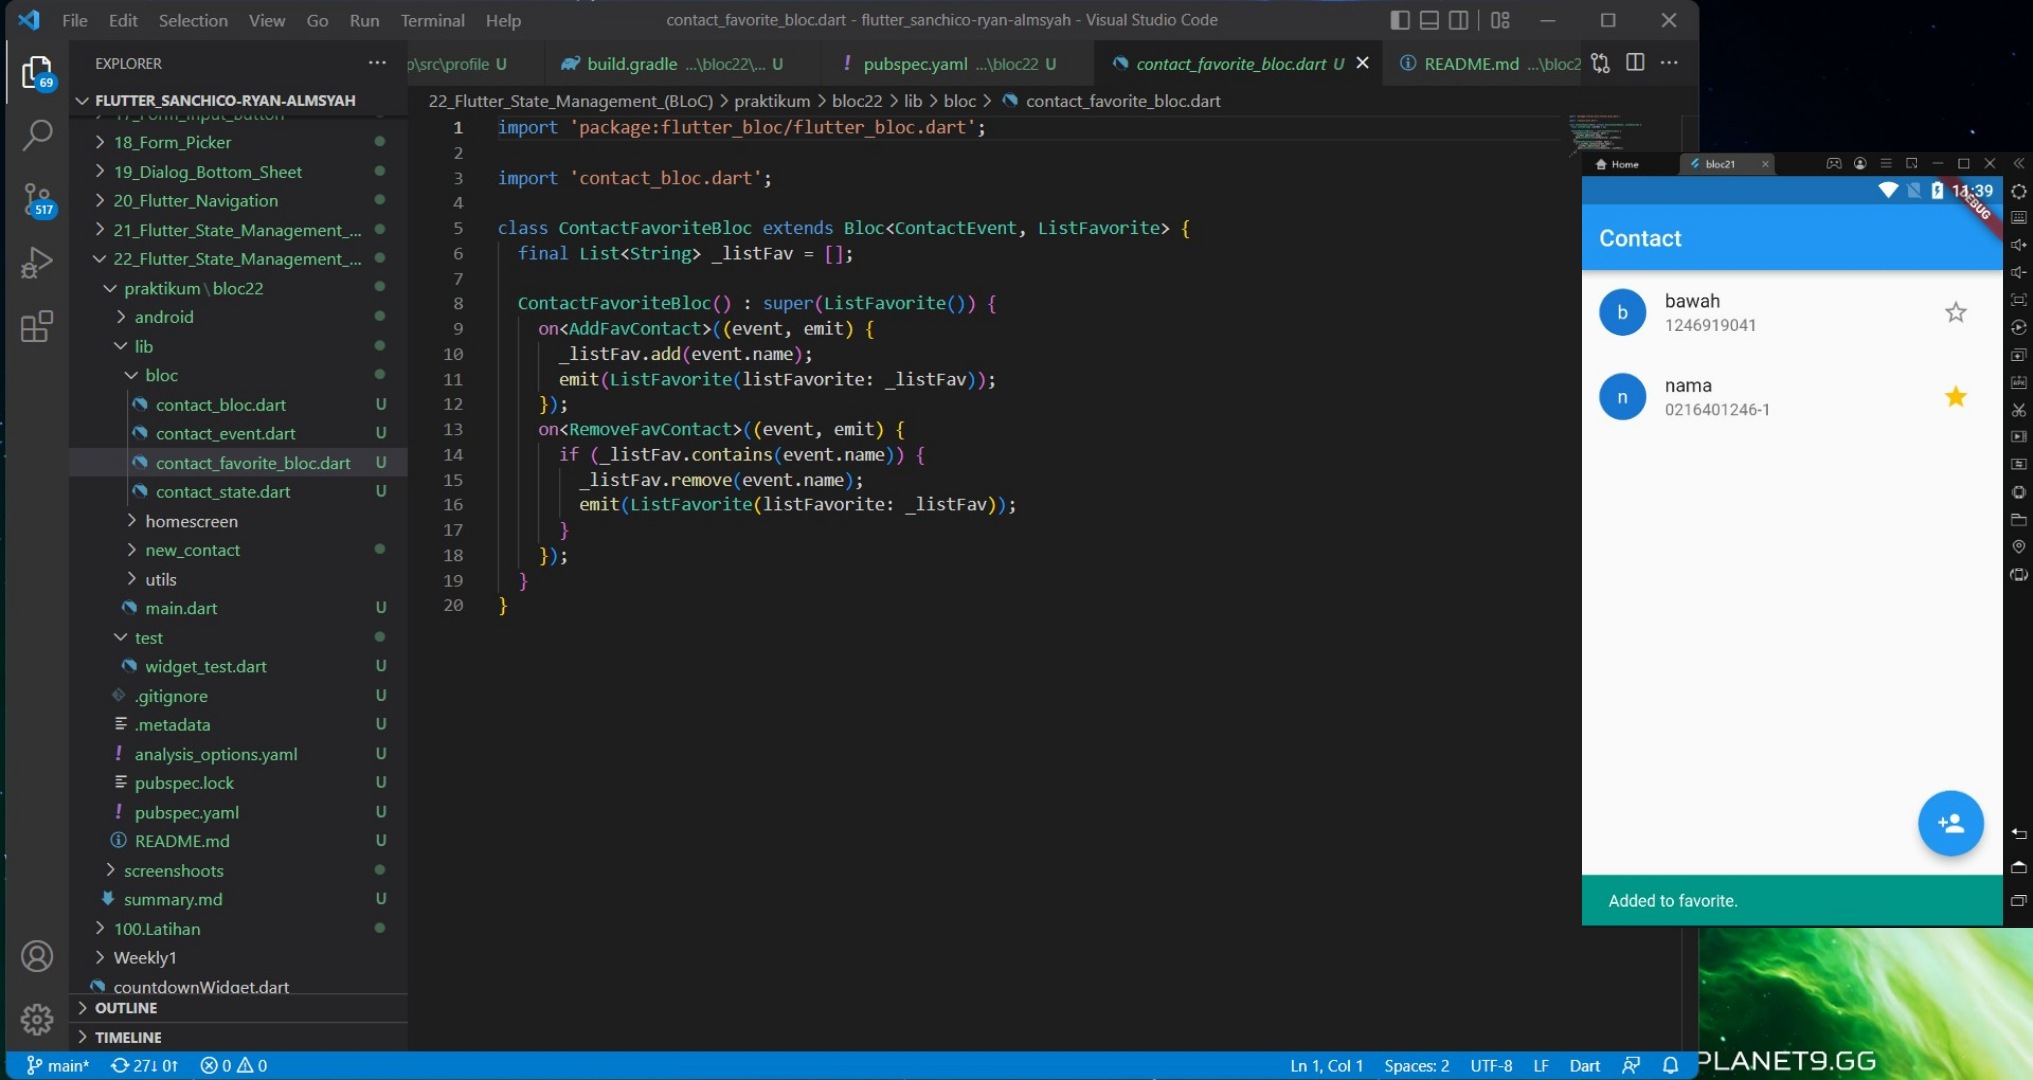 File Edit Selection View Go Run Terminal Help
contact_favorite_bloc.dart - flutter_sanchico-ryan-almsyah - Visual Studio Code
69
517
EXPLORER
FLUTTER_SANCHICO-RYAN-ALMSYAH
17_Form_Input_button
18_Form_Picker
19_Dialog_Bottom_Sheet
20_Flutter_Navigation
21_Flutter_State_Management_...
22_Flutter_State_Management_...
praktikum\bloc22
android
lib
bloc
contact_bloc.dart U
contact_event.dart U
contact_favorite_bloc.dart U
contact_state.dart U
homescreen
new_contact
utils
main.dart U
test
widget_test.dart U
.gitignore U
.metadata U
analysis_options.yaml U
pubspec.lock U
pubspec.yaml U
README.md U
screenshoots
summary.md U
100.Latihan
Weekly1
countdownWidget.dart
OUTLINE
TIMELINE
p\src\profile U
build.gradle ...\bloc22\... U
! pubspec.yaml ...\bloc22 U
contact_favorite_bloc.dart U
README.md ...\bloc2
22_Flutter_State_Management_(BLoC) > praktikum > bloc22 > lib > bloc > contact_favorite_bloc.dart
1 import 'package:flutter_bloc/flutter_bloc.dart';
2
3 import 'contact_bloc.dart';
4
5 class ContactFavoriteBloc extends Bloc<ContactEvent, ListFavorite> {
6 final List<String> _listFav = [];
7
8 ContactFavoriteBloc() : super(ListFavorite()) {
9 on<AddFavContact>((event, emit) {
10 _listFav.add(event.name);
11 emit(ListFavorite(listFavorite: _listFav));
12 });
13 on<RemoveFavContact>((event, emit) {
14 if (_listFav.contains(event.name)) {
15 _listFav.remove(event.name);
16 emit(ListFavorite(listFavorite: _listFav));
17 }
18 });
19 }
20 }
Home
bloc21
11:39
DEBUG
Contact
b
bawah
1246919041
n
nama
0216401246-1
Added to favorite.
main* 27↓ 0↑ 0 0
Ln 1, Col 1 Spaces: 2 UTF-8 LF Dart
PLANET9.GG